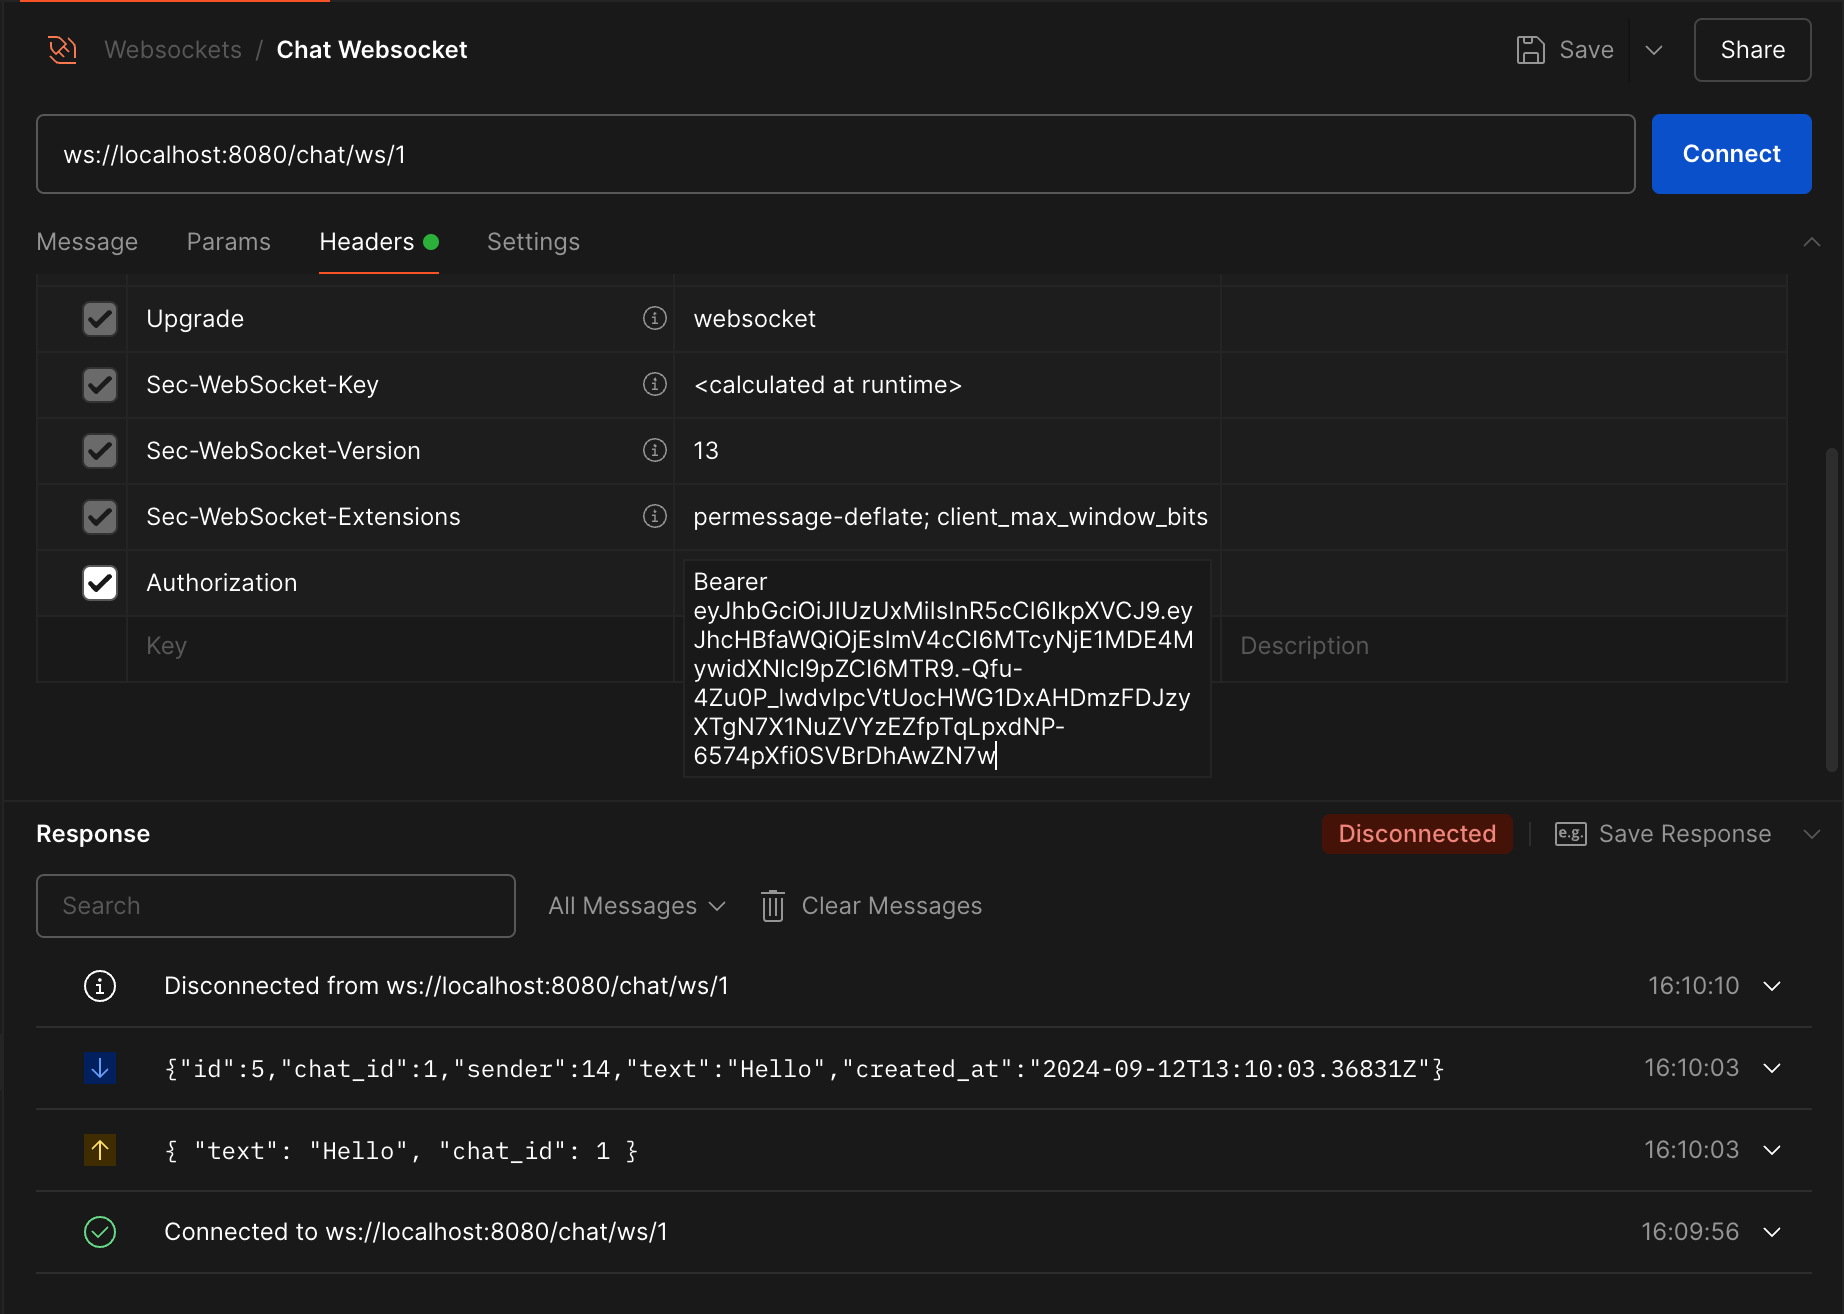 Websockets / Chat Websocket
Save
Share
ws://localhost:8080/chat/ws/1
Connect
Message Params Headers Settings
Upgrade websocket
Sec-WebSocket-Key <calculated at runtime>
Sec-WebSocket-Version 13
Sec-WebSocket-Extensions permessage-deflate; client_max_window_bits
Authorization
Bearer
eyJhbGciOiJIUzUxMiIsInR5cCI6IkpXVCJ9.ey
JhcHBfaWQiOjEsImV4cCI6MTcyNjE1MDE4M
ywidXNlcl9pZCI6MTR9.-Qfu-
4Zu0P_lwdvIpcVtUocHWG1DxAHDmzFDJzy
XTgN7X1NuZVYzEZfpTqLpxdNP-
6574pXfi0SVBrDhAwZN7w
Key
Description
Response
Disconnected
e.g. Save Response
Search
All Messages
Clear Messages
Disconnected from ws://localhost:8080/chat/ws/1 16:10:10
{"id":5,"chat_id":1,"sender":14,"text":"Hello","created_at":"2024-09-12T13:10:03.36831Z"} 16:10:03
{ "text": "Hello", "chat_id": 1 } 16:10:03
Connected to ws://localhost:8080/chat/ws/1 16:09:56